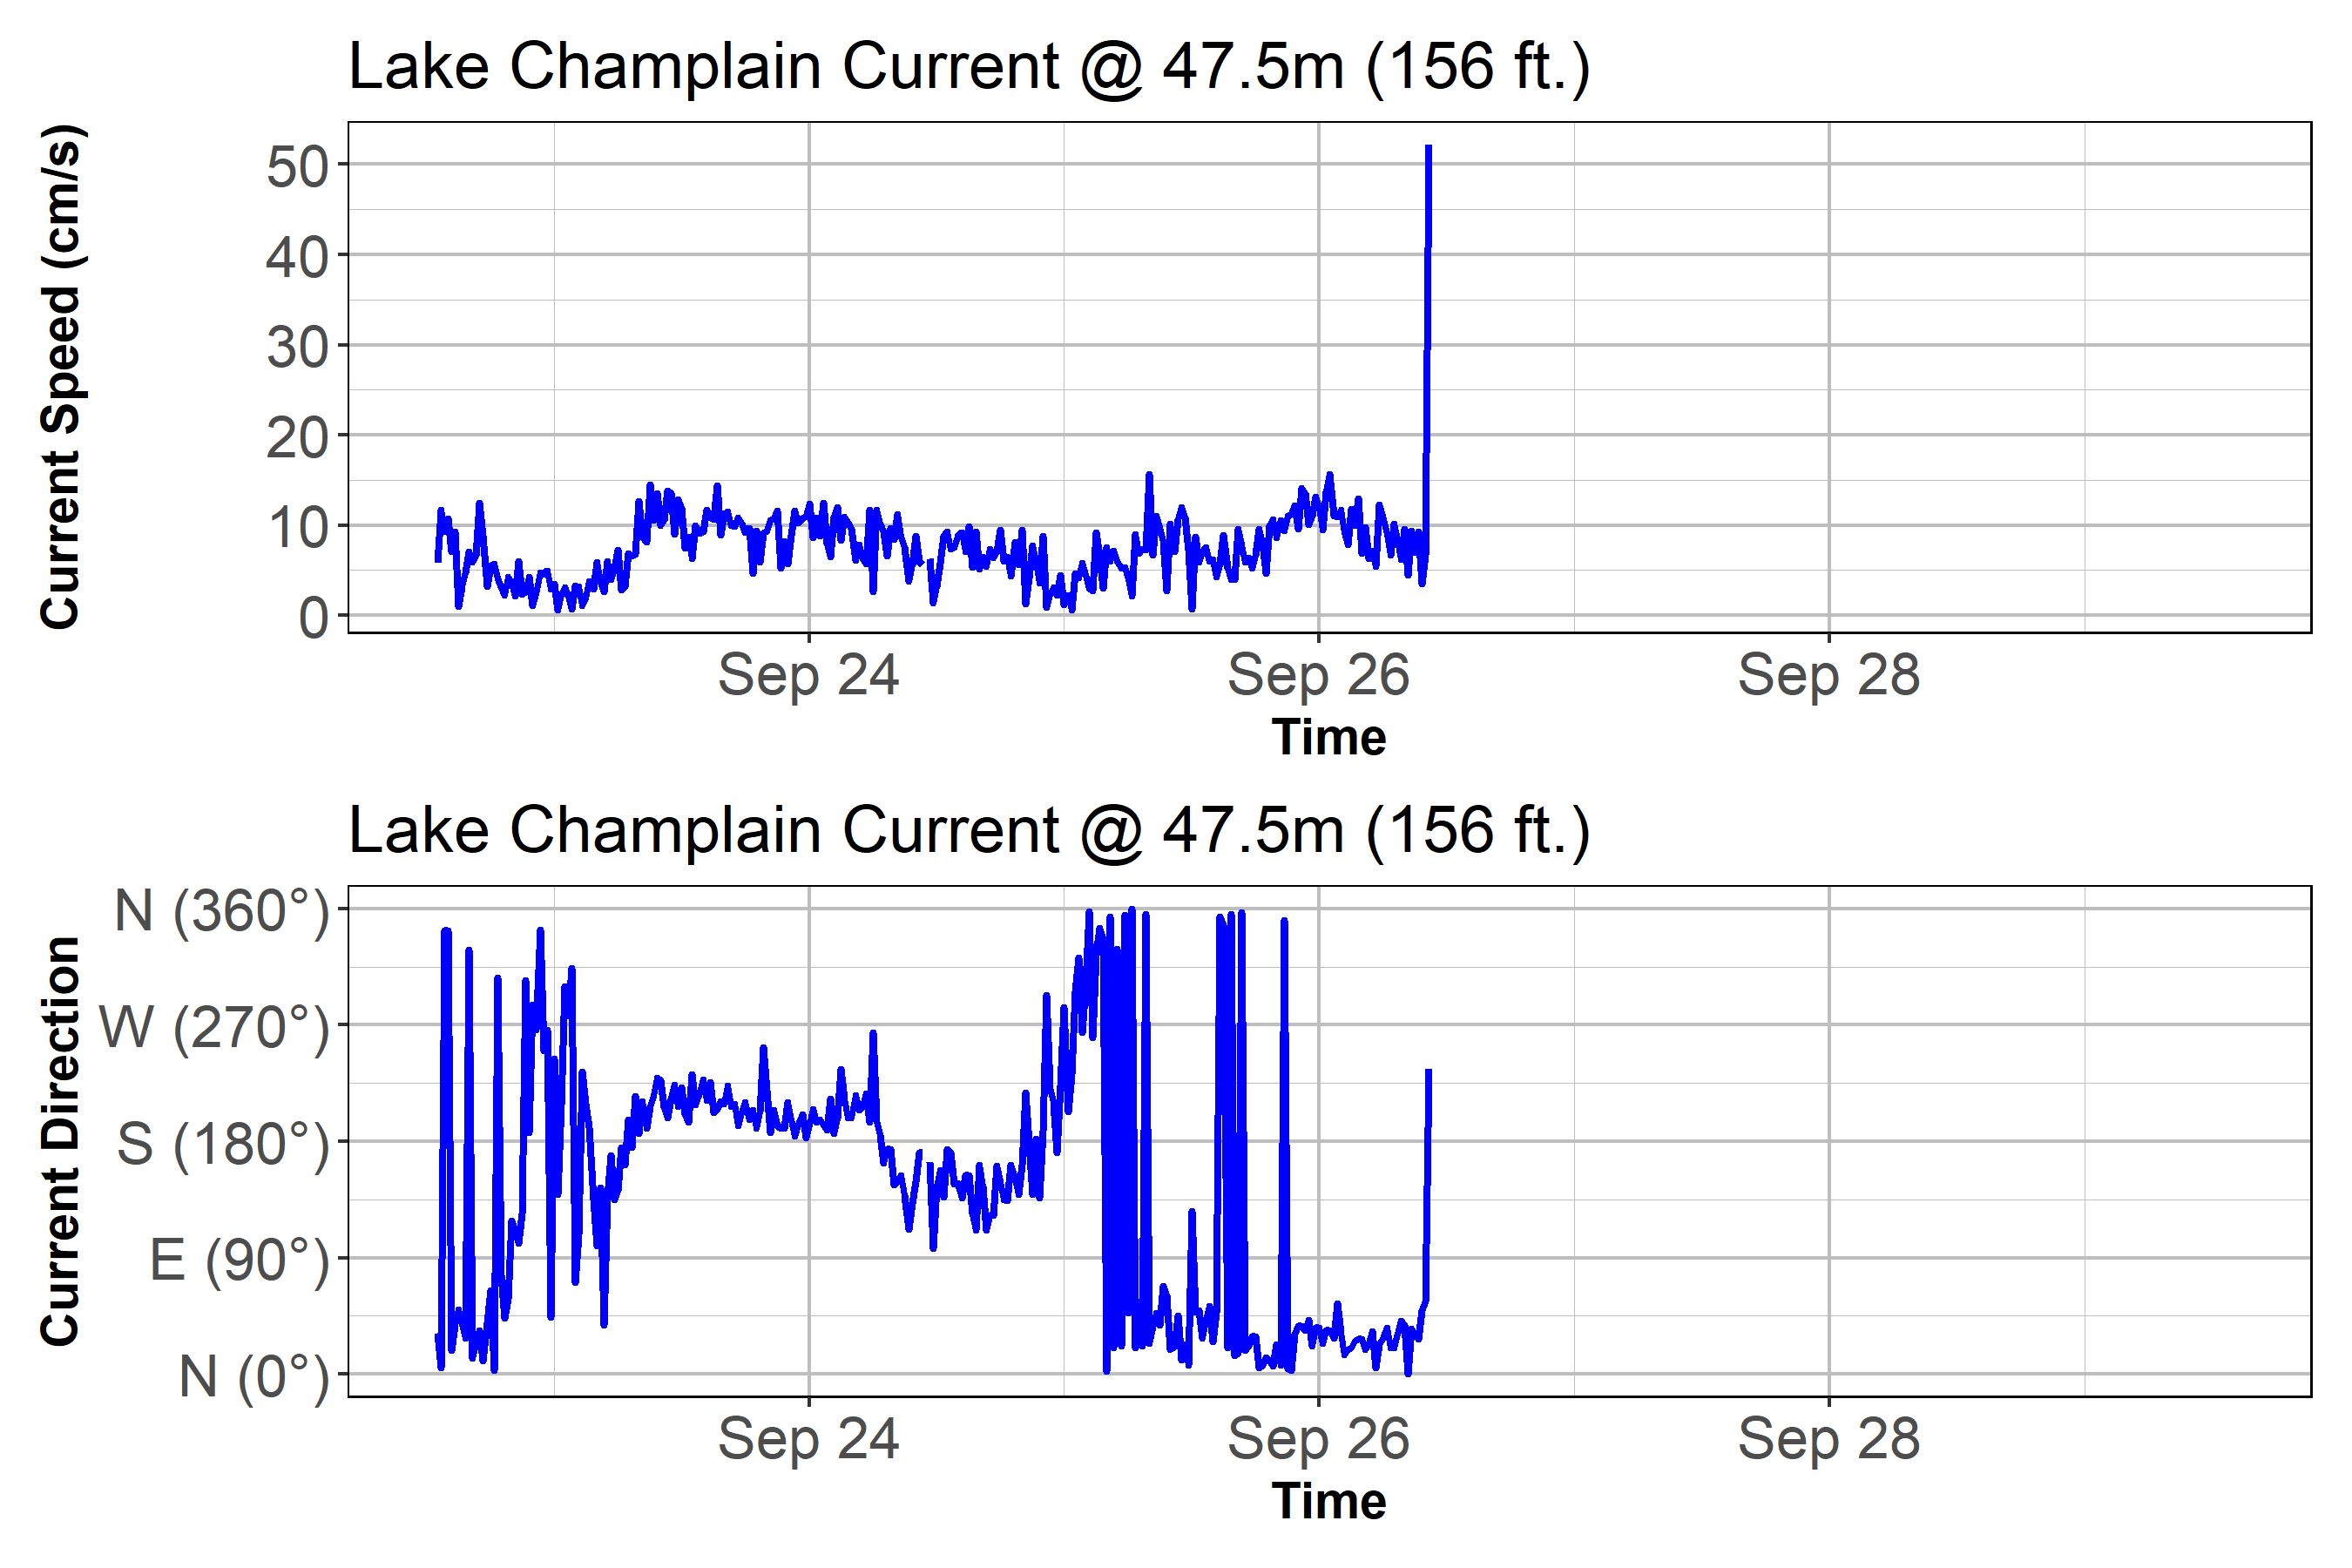 Lake Champlain Current @ 47.5m (156 ft.)
Current Speed (cm/s)
50
40
30
20
10
0
Sep 24 Sep 26 Sep 28
Time
Lake Champlain Current @ 47.5m (156 ft.)
Current Direction
N (360°)
W (270°)
S (180°)
E (90°)
N (0°)
Sep 24 Sep 26 Sep 28
Time